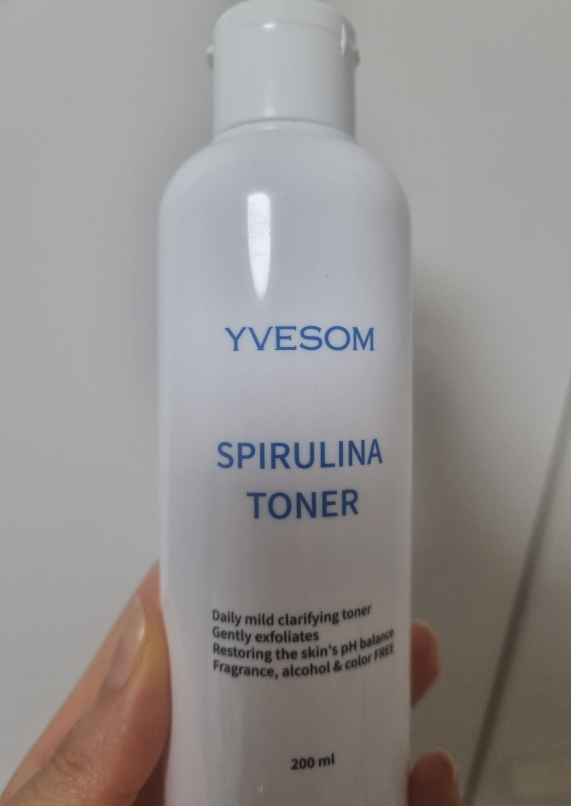 YVESOM
SPIRULINA
TONER
Daily mild clarifying toner
Gently exfoliates
Restoring the skin's pH balance
Fragrance, alcohol & color FREE
200 ml